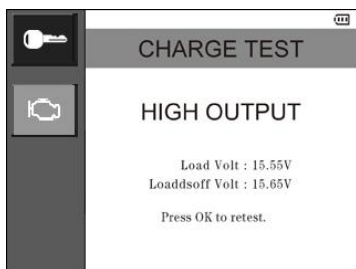 CHARGE TEST
HIGH OUTPUT
Load Volt : 15.55V
Loaddsoff Volt : 15.65V
Press OK to retest.